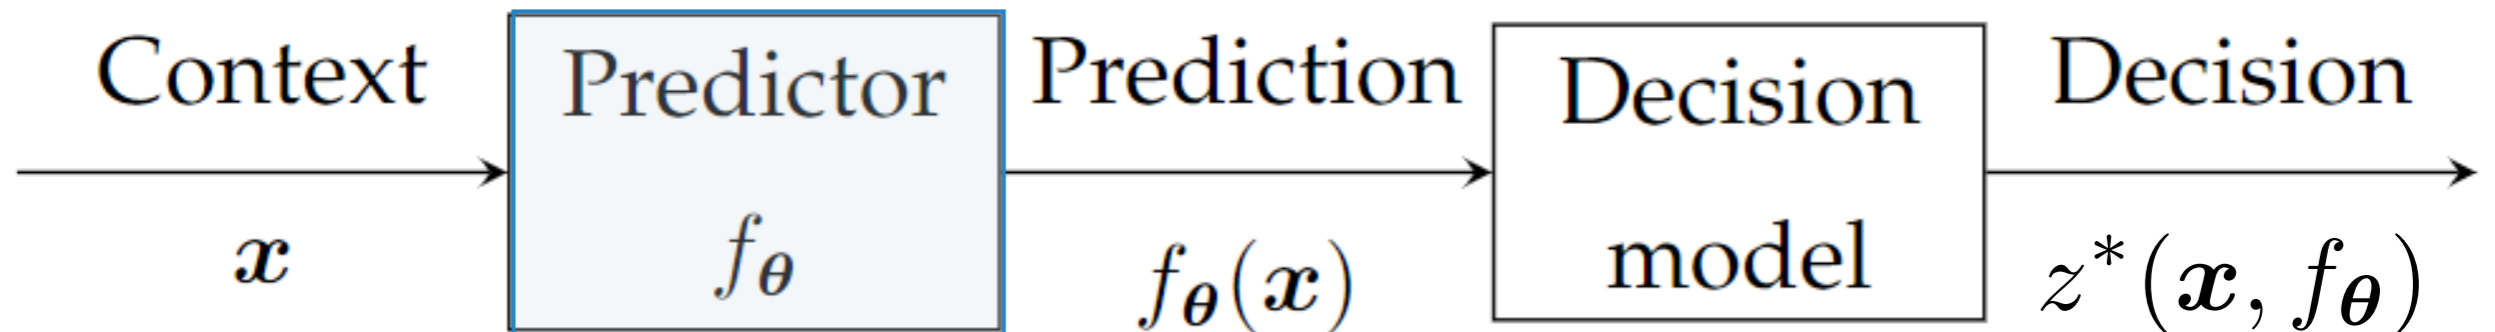 Context
x
Predictor
f_θ
Prediction
f_θ(x)
Decision
model
Decision
z*(x, f_θ)